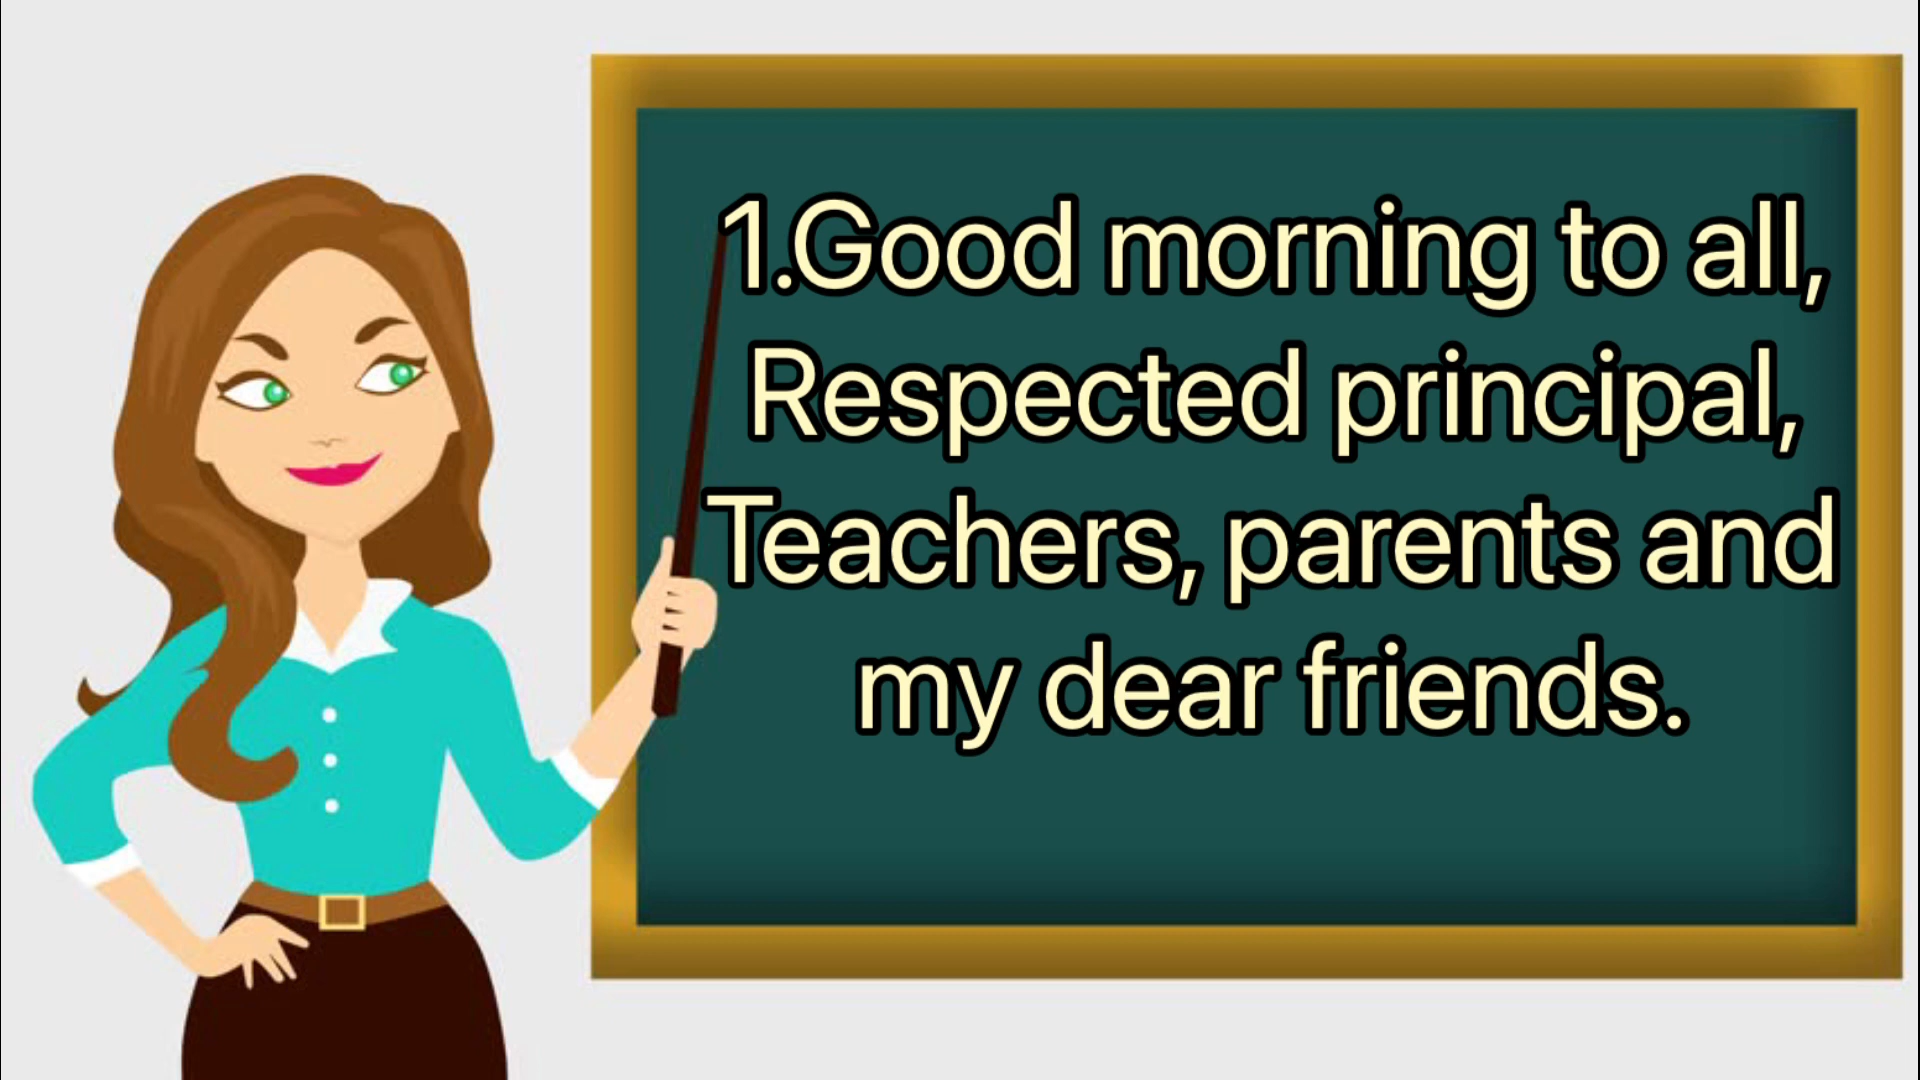 1.Good morning to all,
Respected principal,
Teachers, parents and
my dear friends.